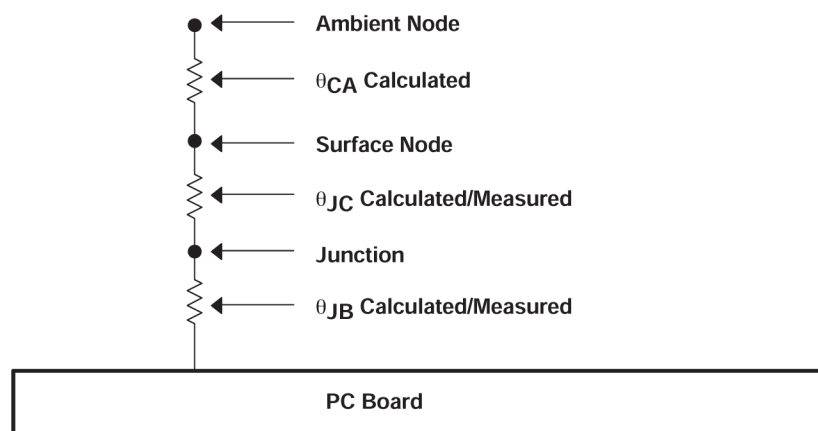 Ambient Node
θCA Calculated
Surface Node
θJC Calculated/Measured
Junction
θJB Calculated/Measured
PC Board